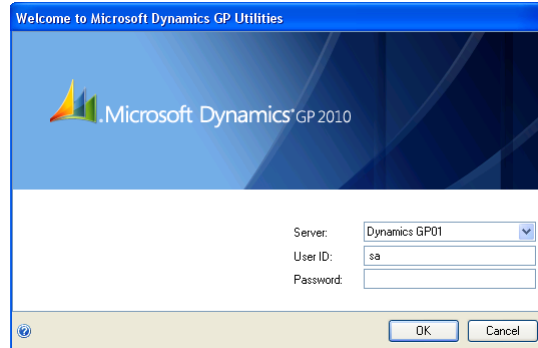 Welcome to Microsoft Dynamics GP Utilities
Microsoft Dynamics® GP 2010
Server: Dynamics GP01
User ID: sa
Password:
OK Cancel